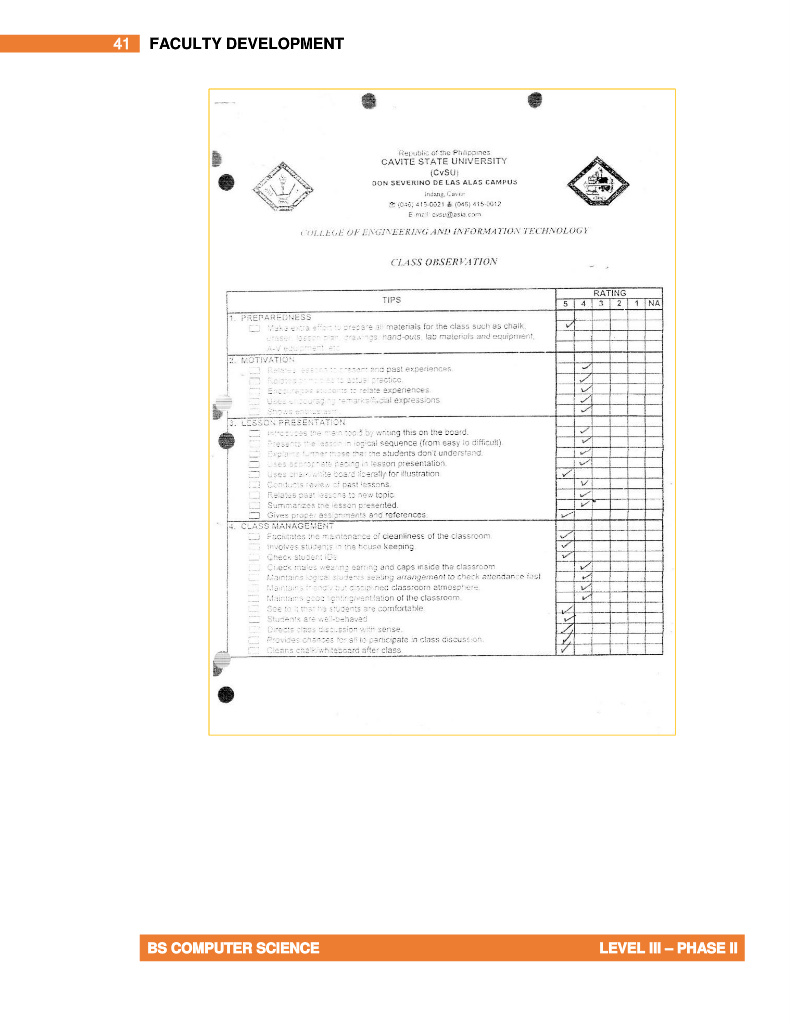 41 FACULTY DEVELOPMENT
Republic of the Philippines
CAVITE STATE UNIVERSITY
(CvSU)
DON SEVERINO DE LAS ALAS CAMPUS
Indang, Cavite
☎ (046) 415-0021 & (046) 415-0012
E-mail: cvsu@asia.com
COLLEGE OF ENGINEERING AND INFORMATION TECHNOLOGY
CLASS OBSERVATION
TIPS RATING
5 4 3 2 1 NA
1. PREPAREDNESS
Make extra effort to prepare all materials for the class such as chalk,
eraser, lesson plan, drawings, hand-outs, lab materials and equipment,
and equipment, etc
2. MOTIVATION
Relates lesson to present and past experiences.
to actual practice.
Encourages students to relate experiences.
Uses encouraging remarks/facial expressions.
Shows
3. LESSON PRESENTATION
Introduces the main topic by writing this on the board.
Presents the lesson in logical sequence (from easy to difficult).
Explains further those that the students don't understand.
Uses appropriate pacing in lesson presentation.
Uses chalk/white board liberally for illustration.
Conducts review of past lessons.
Relates past lessons to new topic.
Summarizes the lesson presented.
Gives proper assignments and references.
4. CLASS MANAGEMENT
Facilitates the maintenance of cleanliness of the classroom.
Involves students in the house keeping.
Check student IDs
Check males wearing earring and caps inside the classroom.
Maintains logical students seating arrangement to check attendance fast.
Maintains friendly but disciplined classroom atmosphere.
Maintains good lighting/ventilation of the classroom.
See to it that the students are comfortable.
Students are well-behaved
Directs class discussion with sense.
Provides chances for all to participate in class discussion.
Cleans chalk/whiteboard after class.
BS COMPUTER SCIENCE LEVEL III – PHASE II